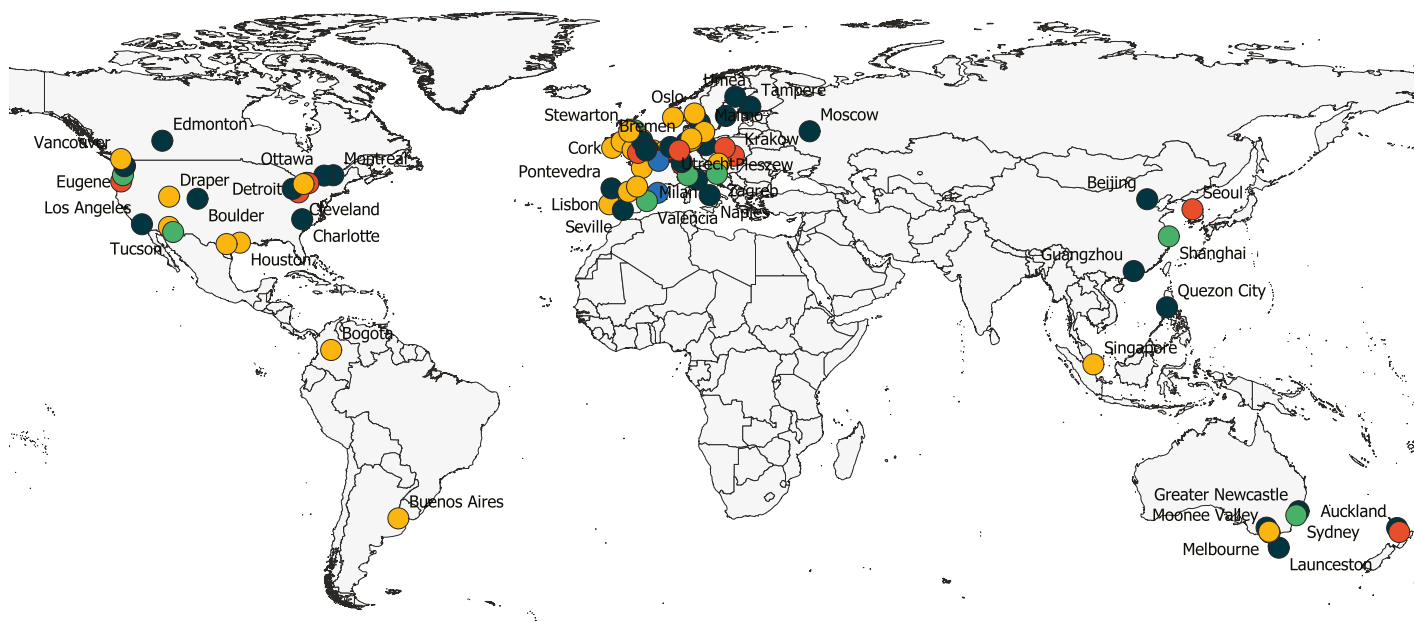 Umea
Tampere
Oslo
Stewarton
Malmo
Moscow
Bremen
Edmonton
Vancouver
Krakow
Cork
Ottawa
Montreal
Utrecht
Pleszew
Pontevedra
Eugene
Draper
Detroit
Beijing
Seoul
Milan
Zagreb
Los Angeles
Boulder
Cleveland
Lisbon
Naples
Valencia
Seville
Charlotte
Tucson
Houston
Guangzhou
Shanghai
Quezon City
Bogota
Singapore
Buenos Aires
Greater Newcastle
Moonee Valley
Auckland
Sydney
Melbourne
Launceston